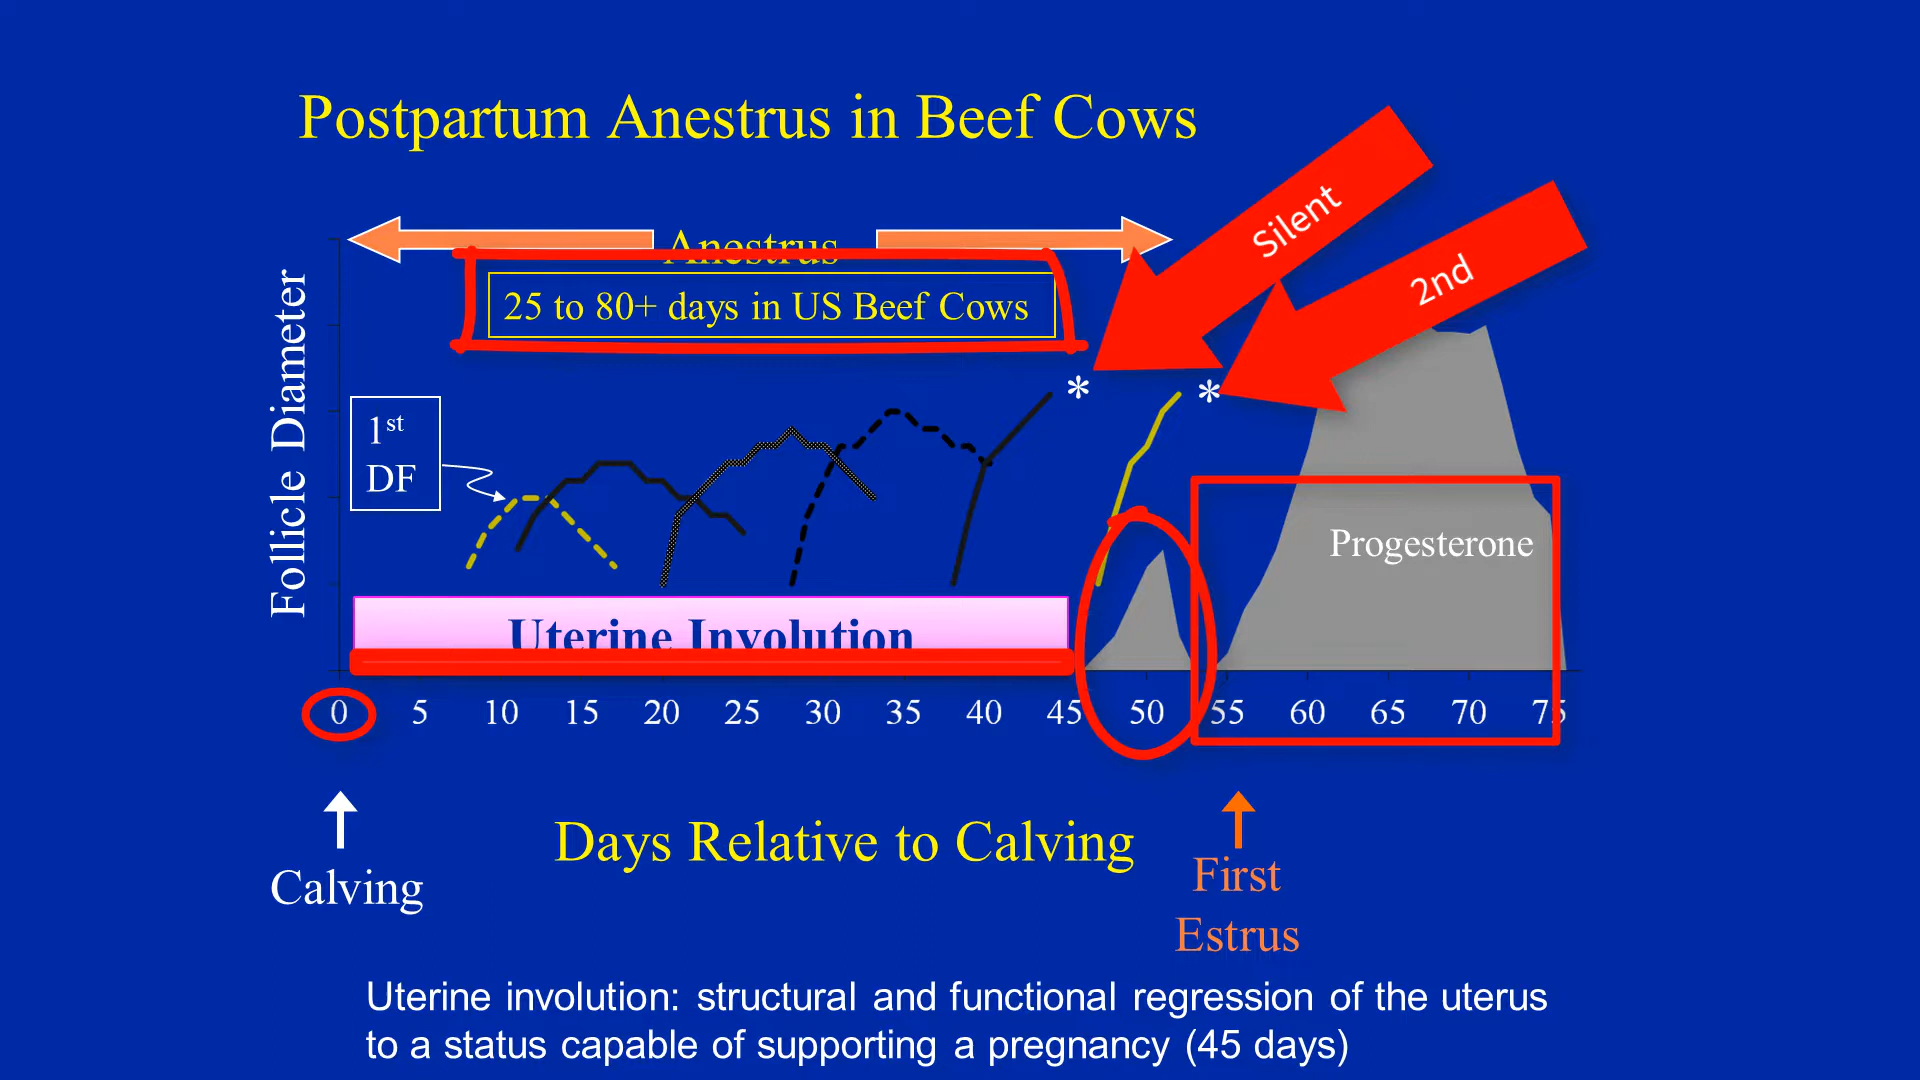 Postpartum Anestrus in Beef Cows
Silent
2nd
Anestrus
25 to 80+ days in US Beef Cows
Follicle Diameter
*
*
1st
DF
Progesterone
Uterine Involution
0 5 10 15 20 25 30 35 40 45 50 55 60 65 70 75
Days Relative to Calving
Calving
First
Estrus
Uterine involution: structural and functional regression of the uterus
to a status capable of supporting a pregnancy (45 days)